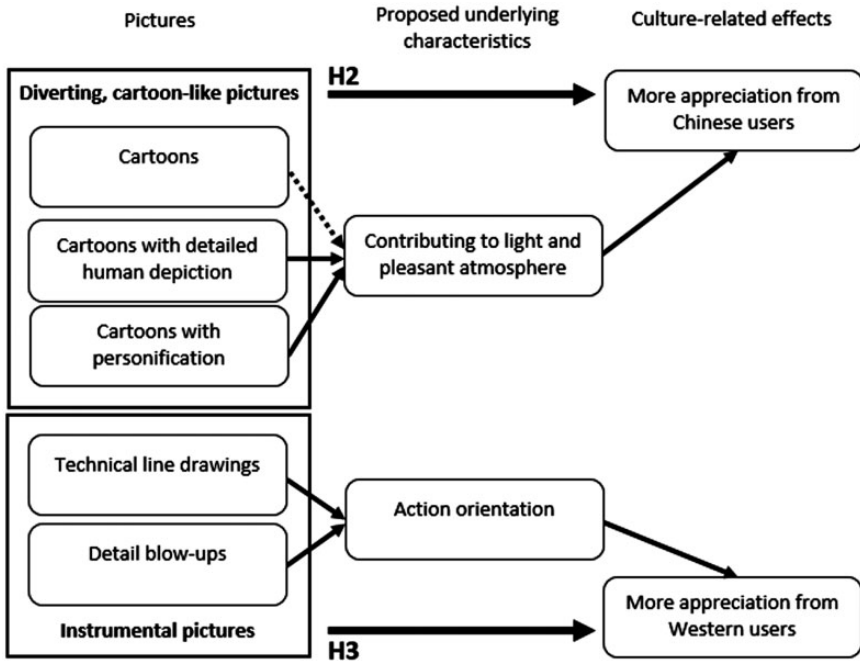 Pictures
Proposed underlying
characteristics
Culture-related effects
H2
Diverting, cartoon-like pictures
Cartoons
Cartoons with detailed
human depiction
Cartoons with
personification
Contributing to light and
pleasant atmosphere
More appreciation from
Chinese users
Technical line drawings
Detail blow-ups
Instrumental pictures
Action orientation
More appreciation from
Western users
H3